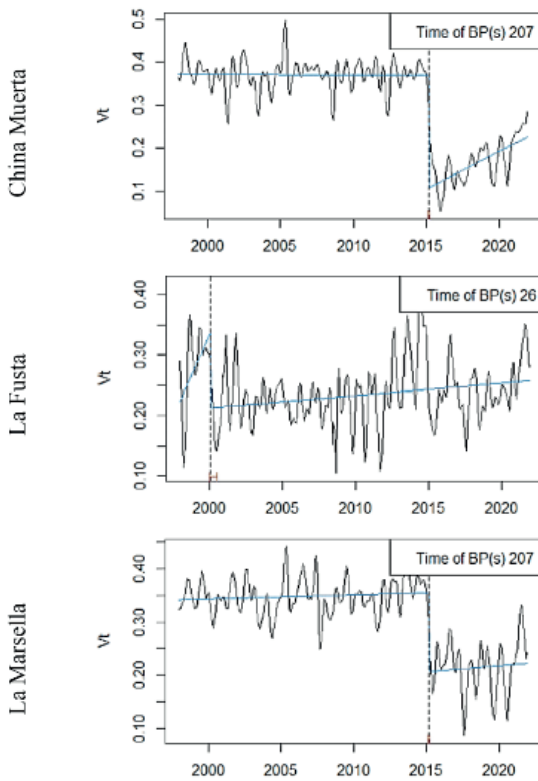 China Muerta
Vt
Time of BP(s) 207
0.5
0.4
0.3
0.2
0.1
2000 2005 2010 2015 2020
La Fusta
Vt
Time of BP(s) 26
0.40
0.30
0.20
0.10
2000 2005 2010 2015 2020
La Marsella
Vt
Time of BP(s) 207
0.40
0.30
0.20
0.10
2000 2005 2010 2015 2020